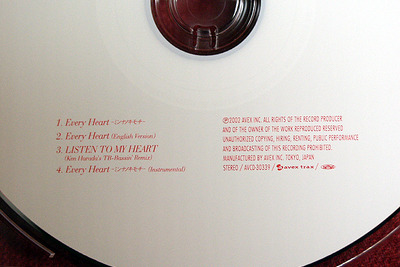 1. Every Heart -ミンナノキモチ-
2. Every Heart (English Version)
3. LISTEN TO MY HEART
(Ken Harada's TB-Bassin' Remix)
4. Every Heart -ミンナノキモチ- (Instrumental)
Ⓟ2002 AVEX INC. ALL RIGHTS OF THE RECORD PRODUCER
AND OF THE OWNER OF THE WORK REPRODUCED RESERVED
UNAUTHORIZED COPYING, HIRING, RENTING, PUBLIC PERFORMANCE
AND BROADCASTING OF THIS RECORDING PROHIBITED.
MANUFACTURED BY AVEX INC. TOKYO, JAPAN
STEREO / AVCD-30339 / avex trax /